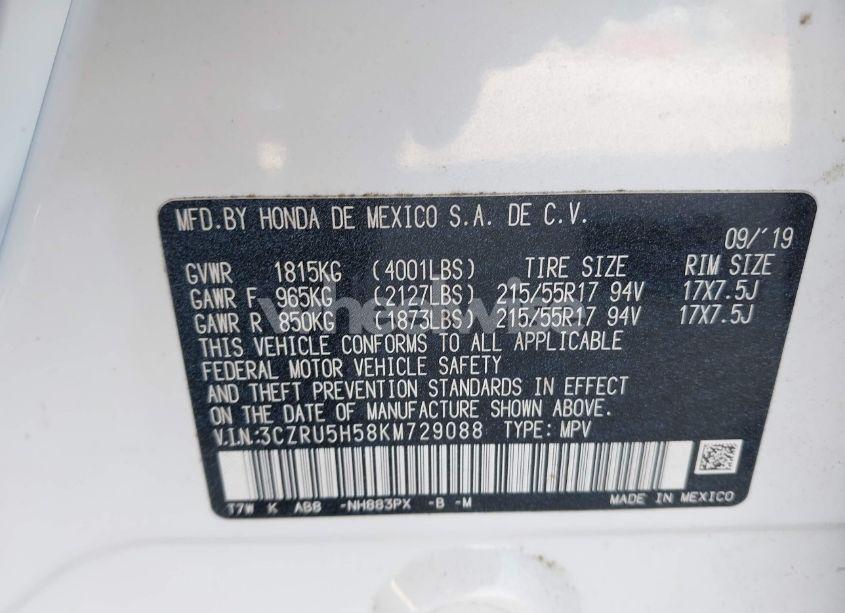 MFD.BY HONDA DE MEXICO S.A. DE C.V.
09/'19
GVWR 1815KG (4001LBS) TIRE SIZE RIM SIZE
GAWR F 965KG (2127LBS) 215/55R17 94V 17X7.5J
GAWR R 850KG (1873LBS) 215/55R17 94V 17X7.5J
THIS VEHICLE CONFORMS TO ALL APPLICABLE
FEDERAL MOTOR VEHICLE SAFETY
AND THEFT PREVENTION STANDARDS IN EFFECT
ON THE DATE OF MANUFACTURE SHOWN ABOVE.
V.I.N.:3CZRU5H58KM729088 TYPE: MPV
T7W K AB8 -NH883PX -B -M MADE IN MEXICO